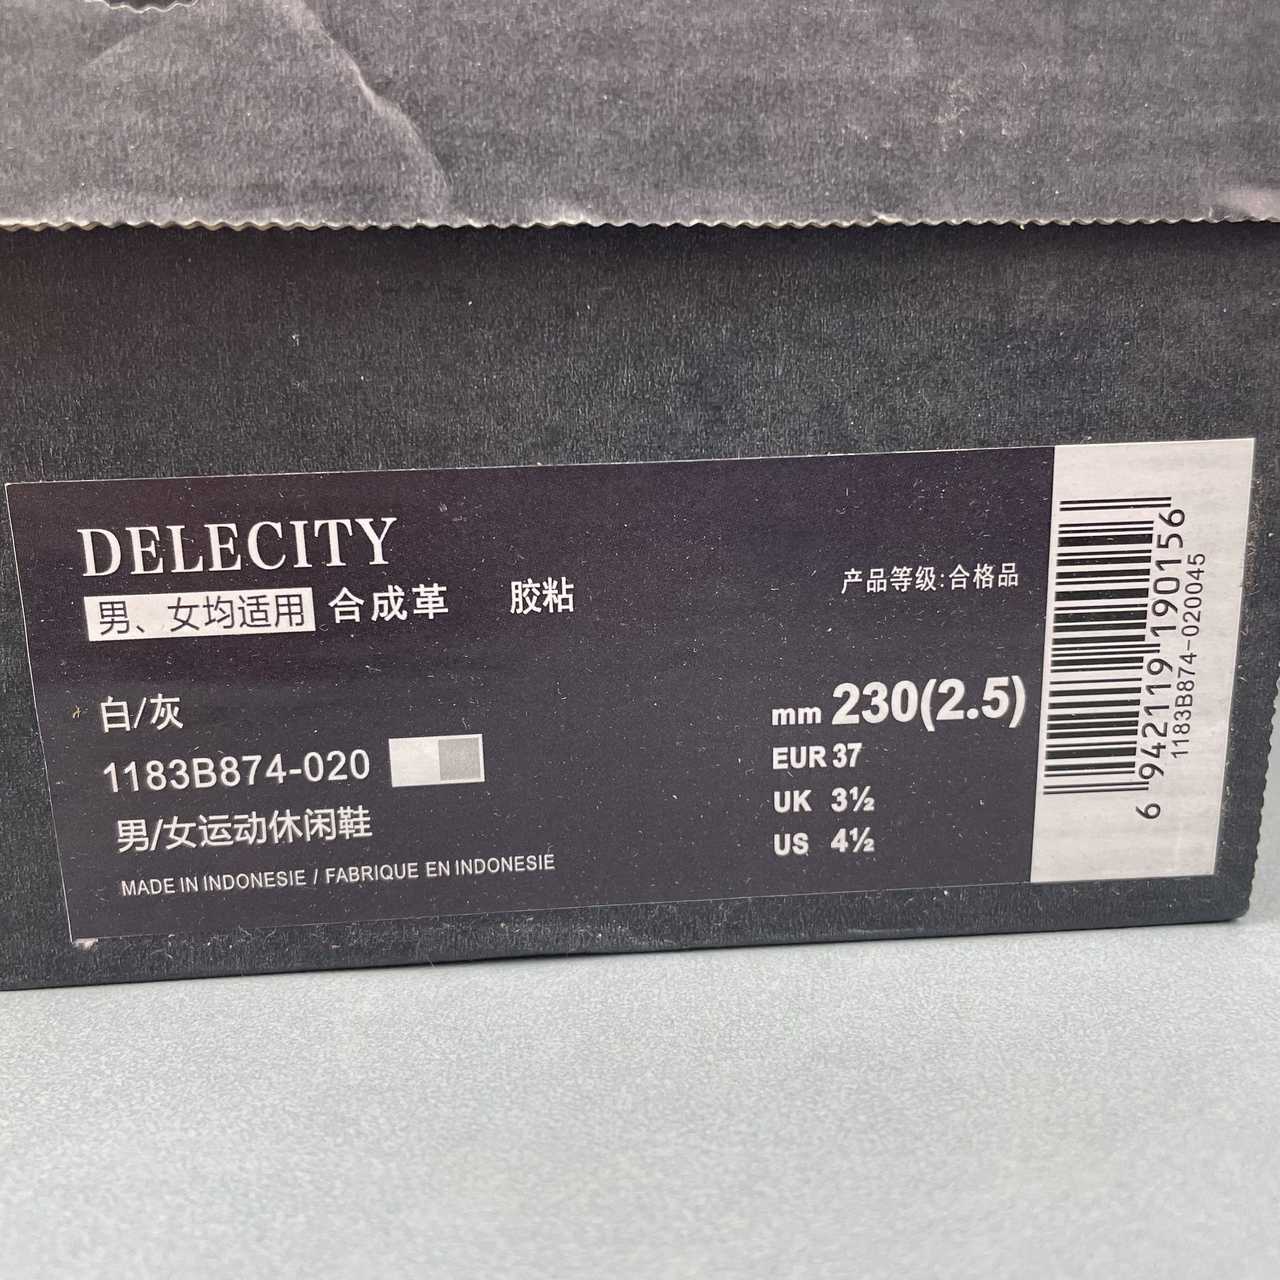 DELECITY
男、女均适用 合成革 胶粘
产品等级:合格品
白/灰
1183B874-020
男/女运动休闲鞋
MADE IN INDONESIE / FABRIQUE EN INDONESIE
mm 230(2.5)
EUR 37
UK 3½
US 4½
6 942119 190156
1183B874-020045